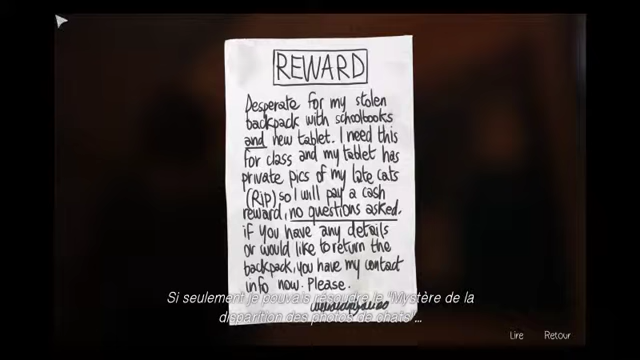 REWARD
Desperate for my stolen
backpack with schoolbooks
and new tablet. I need this
for class and my tablet has
private pics of my late cats
(RIP) so I will pay a cash
reward, no questions asked.
if you have any details
or would like to return the
backpack, you have my contact
info now. Please.
Si seulement je pouvais résoudre le "Mystère de la
disparition des photos de chats"...
Lire Retour